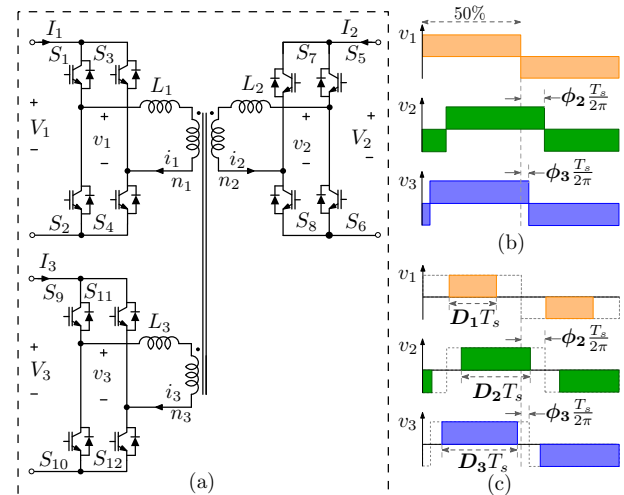 I₁
S₁ S₃
L₁
L₂
I₂
S₇ S₅
+ V₁ −
+ v₁ −
+ v₂ −
+ V₂ −
i₁
n₁
i₂
n₂
S₂ S₄
S₈ S₆
I₃
S₉ S₁₁
L₃
+ V₃ −
+ v₃ −
i₃
n₃
S₁₀ S₁₂
(a)
50%
v₁
v₂
ϕ₂ Tₛ/2π
v₃
ϕ₃ Tₛ/2π
(b)
v₁
D₁Tₛ
ϕ₂ Tₛ/2π
v₂
D₂Tₛ
ϕ₃ Tₛ/2π
v₃
D₃Tₛ
(c)